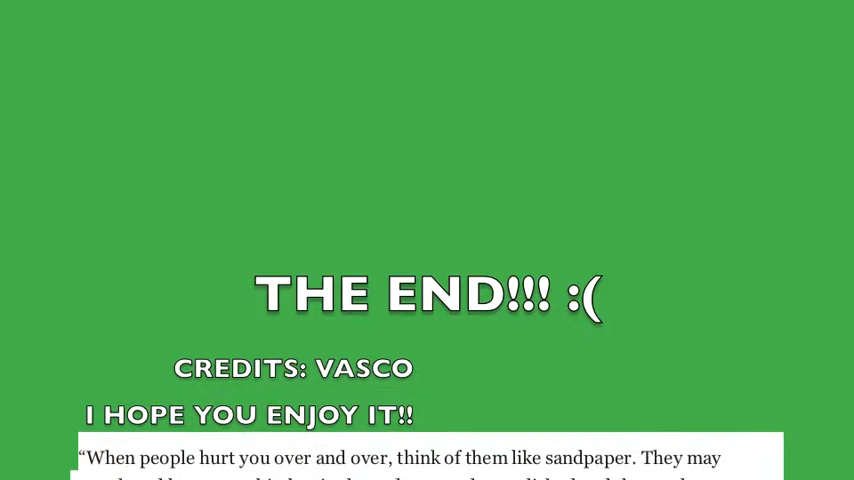 THE END!!! :(
CREDITS: VASCO
I HOPE YOU ENJOY IT!!
“When people hurt you over and over, think of them like sandpaper. They may